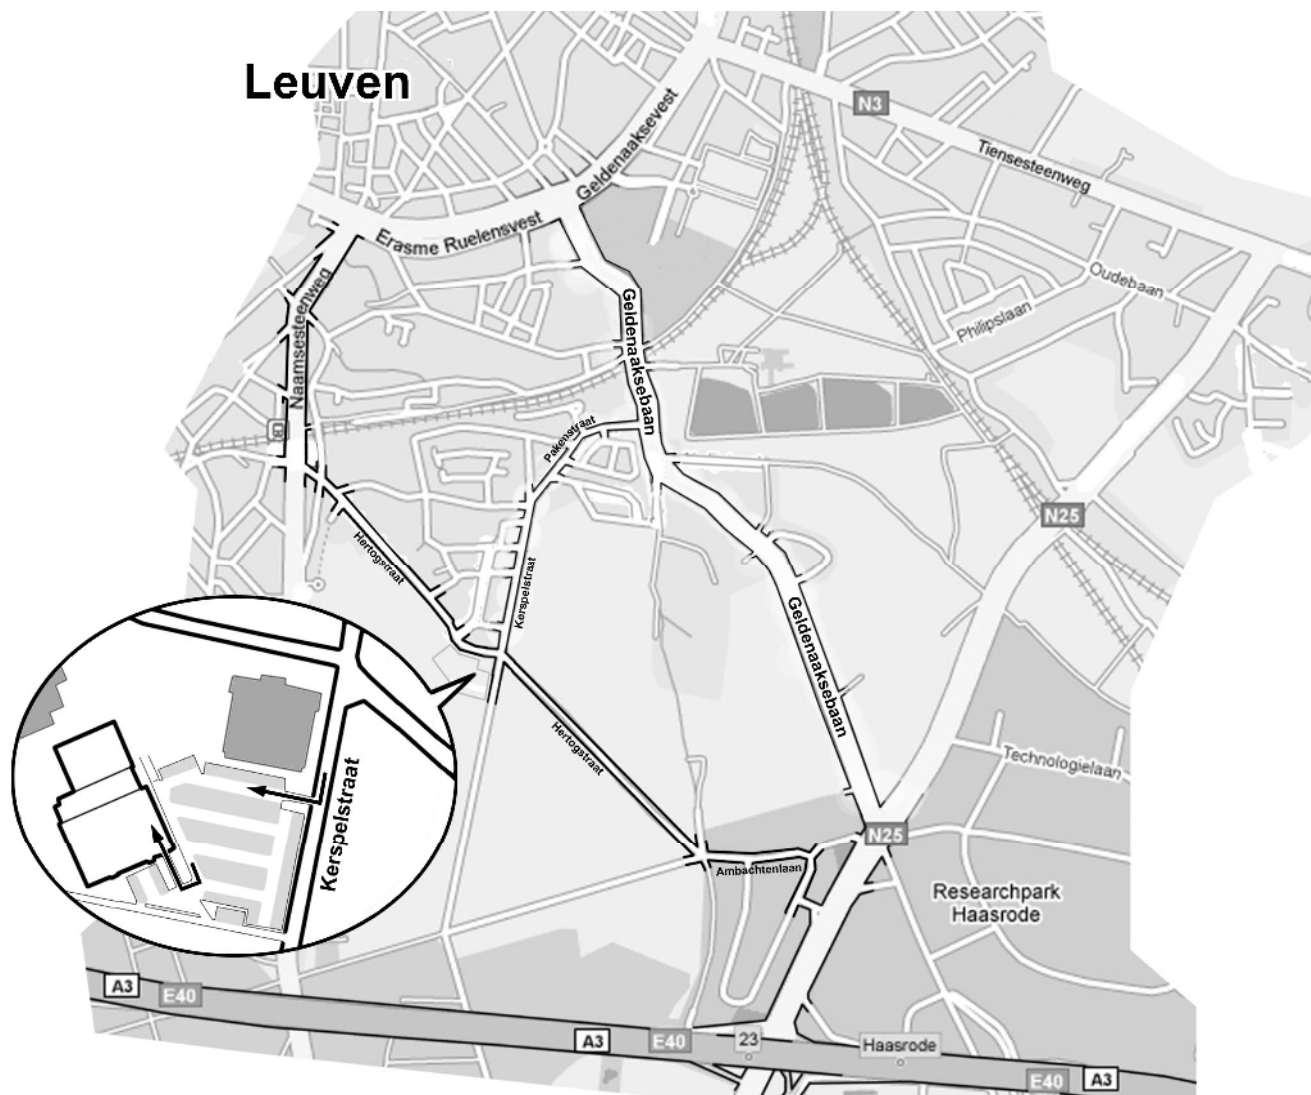 Leuven
N3
Tiensesteenweg
Geldenaaksevest
Erasme Ruelensvest
Oudebaan
Naamsesteenweg
Geldenaaksebaan
Philipslaan
Pakenstraat
N25
Hertogstraat
Kerspelstraat
Geldenaaksebaan
Hertogstraat
Technologielaan
Kerspelstraat
N25
Ambachtenlaan
Researchpark
Haasrode
A3
E40
A3
E40
23
Haasrode
E40
A3